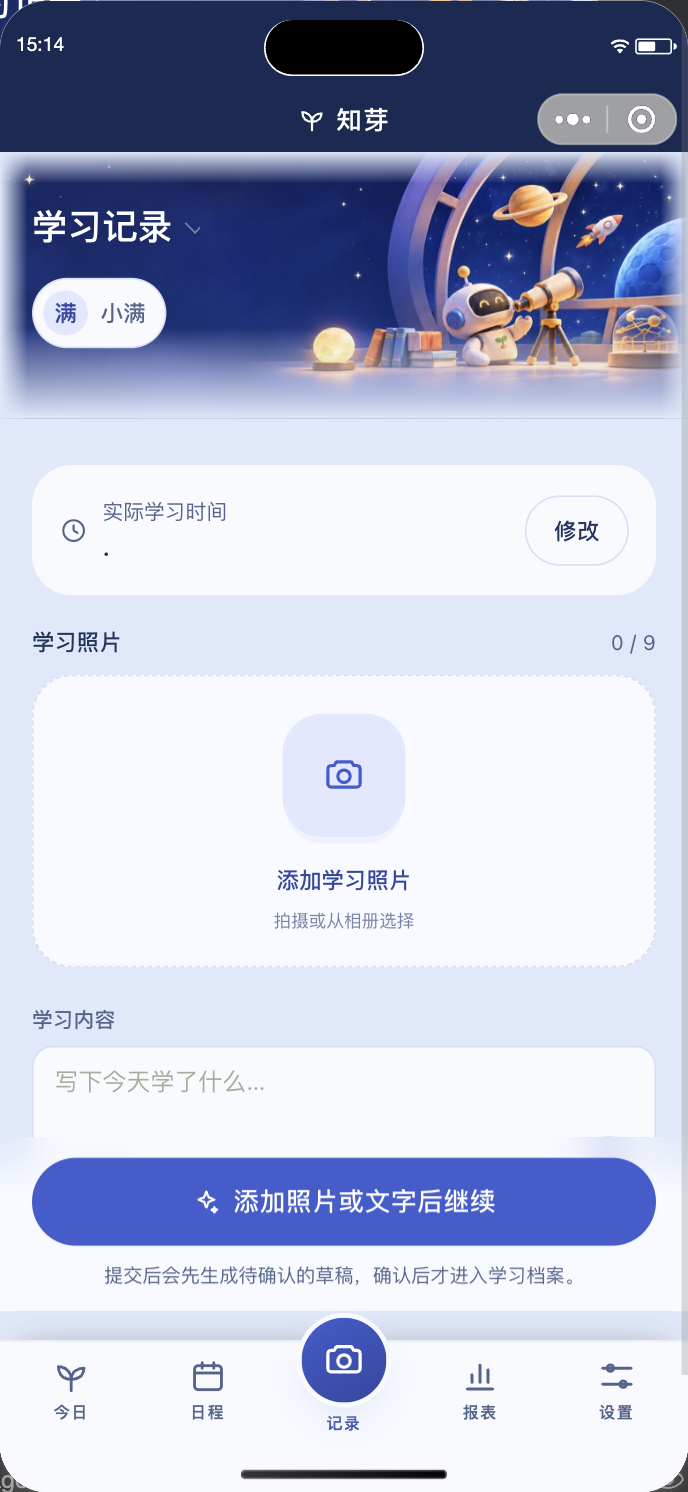 15:14
知芽
学习记录
满 小满
实际学习时间
.
修改
学习照片
0 / 9
添加学习照片
拍摄或从相册选择
学习内容
写下今天学了什么...
添加照片或文字后继续
提交后会先生成待确认的草稿，确认后才进入学习档案。
今日
日程
记录
报表
设置